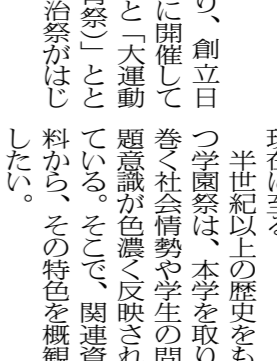 現在に至る
半世紀以上の歴史をも
つ学園祭は、本学を取り
巻く社会情勢や学生の問
題意識が色濃く反映され
ている。そこで、関連資
料から、その特色を概観
したい。
り、創立日
に開催して
と「大運動
育祭）」とと
治祭がはじ